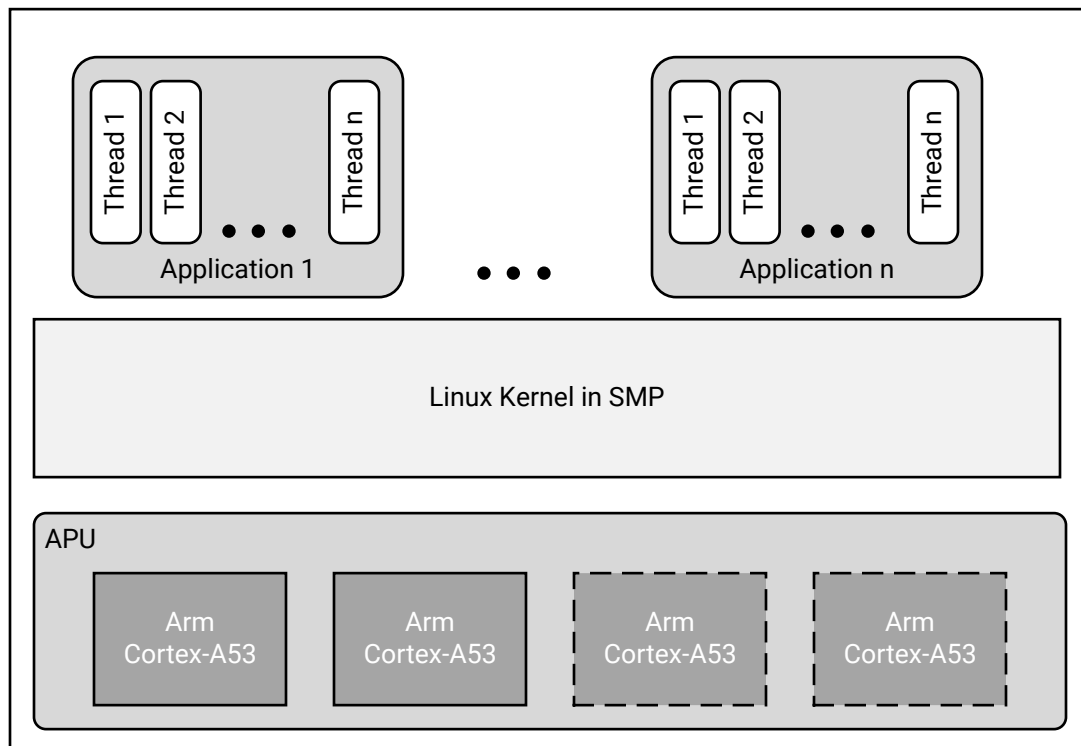 Thread 1
Thread 2
Thread n
Application 1
Thread 1
Thread 2
Thread n
Application n
Linux Kernel in SMP
APU
Arm
Cortex-A53
Arm
Cortex-A53
Arm
Cortex-A53
Arm
Cortex-A53